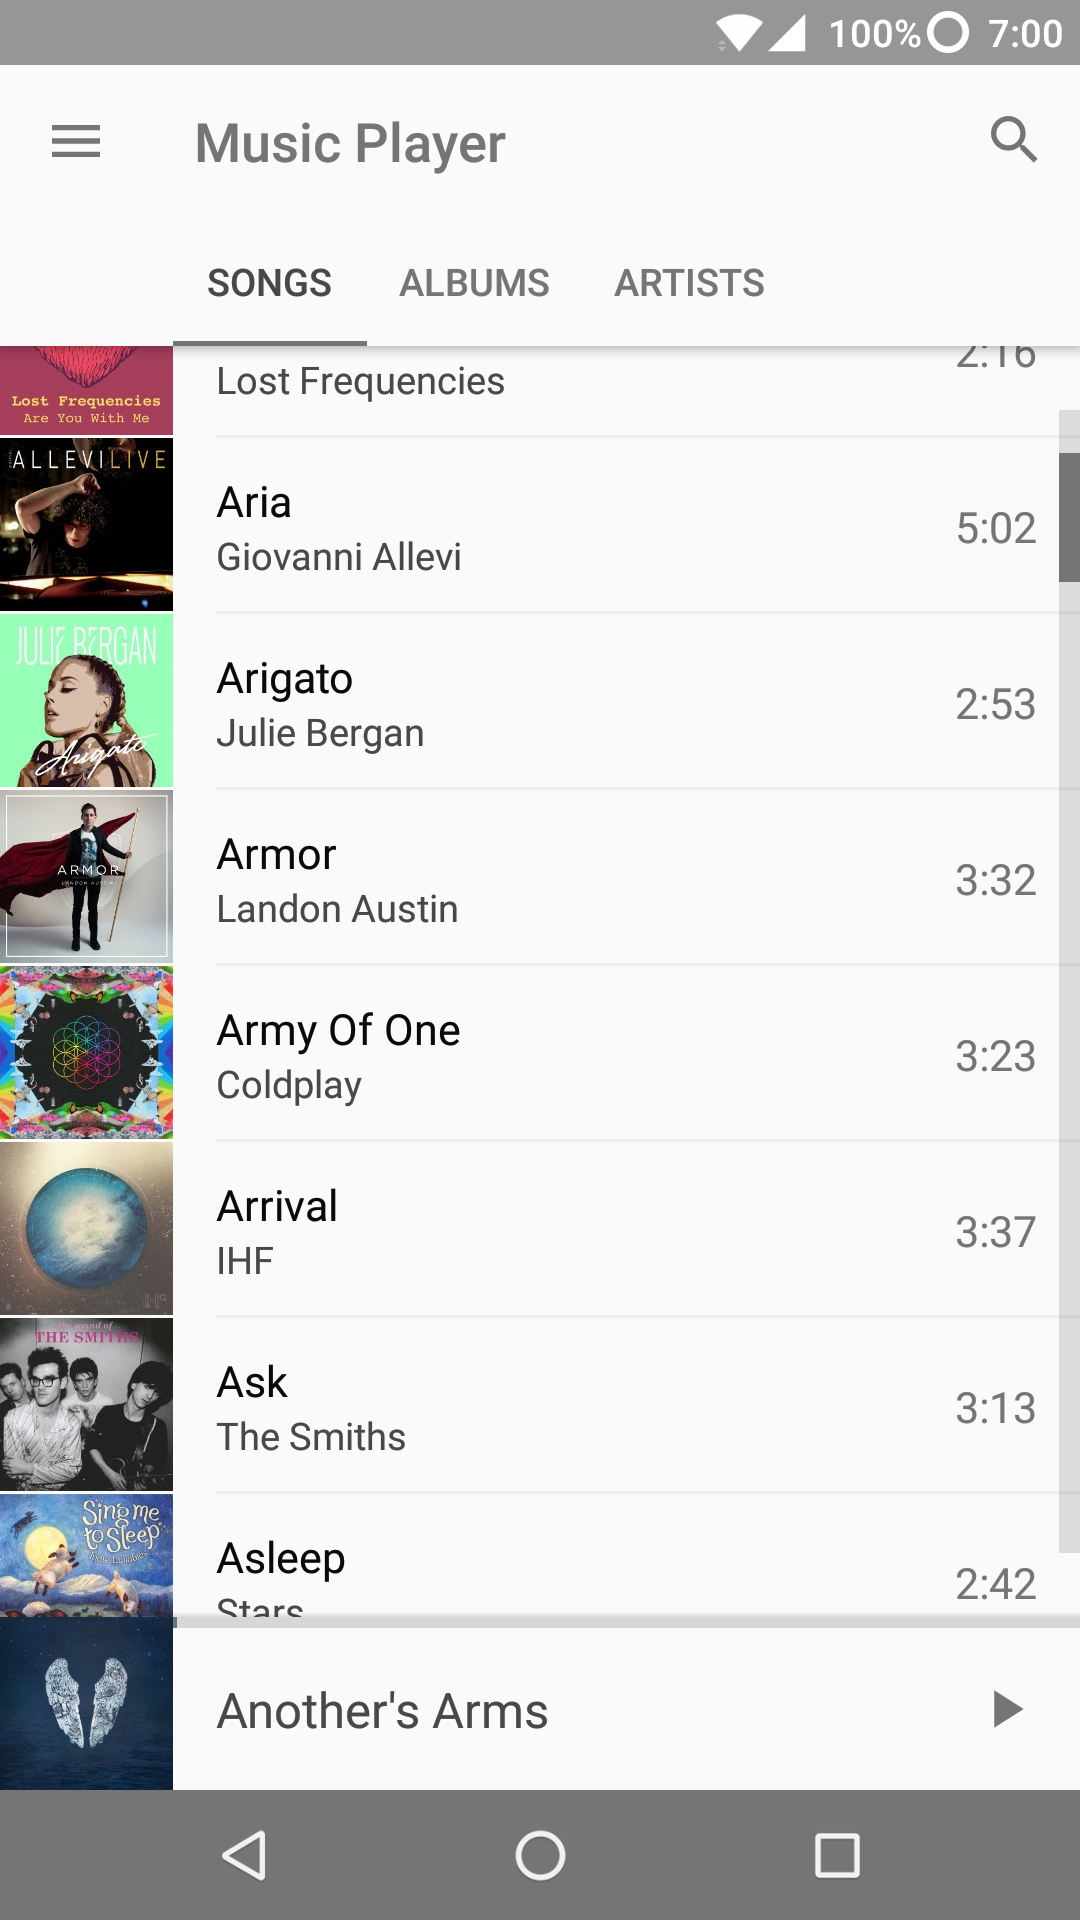 100% 7:00
Music Player
SONGS ALBUMS ARTISTS
2:16
Lost Frequencies
Lost Frequencies
Are You With Me
ALLEVILIVE
Aria
5:02
Giovanni Allevi
JULIE BERGAN
Arigato
Arigato
2:53
Julie Bergan
ARMOR
LANDON AUSTIN
Armor
3:32
Landon Austin
Army Of One
3:23
Coldplay
IHF
Arrival
3:37
IHF
the sound of
THE SMITHS
Ask
3:13
The Smiths
Sing me
to Sleep
Indie Lullabies
Asleep
2:42
Stars
Another's Arms